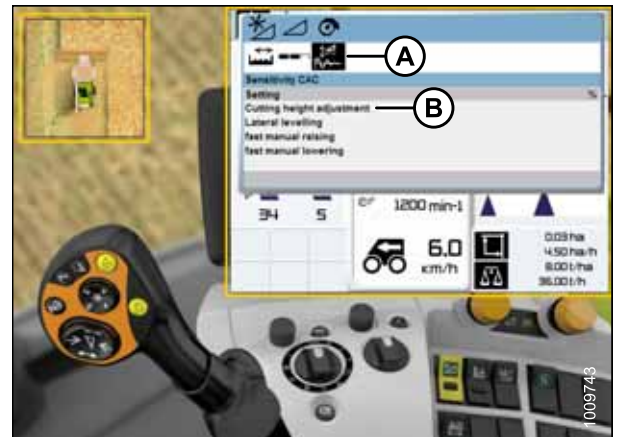 A
Sensitivity CAC
Setting %
Cutting height adjustment
B
Lateral levelling
fast manual raising
fast manual lowering
34 5
1200 min-1
6.0
км/h
0.03 ha
4.50 ha/h
8.00 t/ha
36.00 t/h
1009743